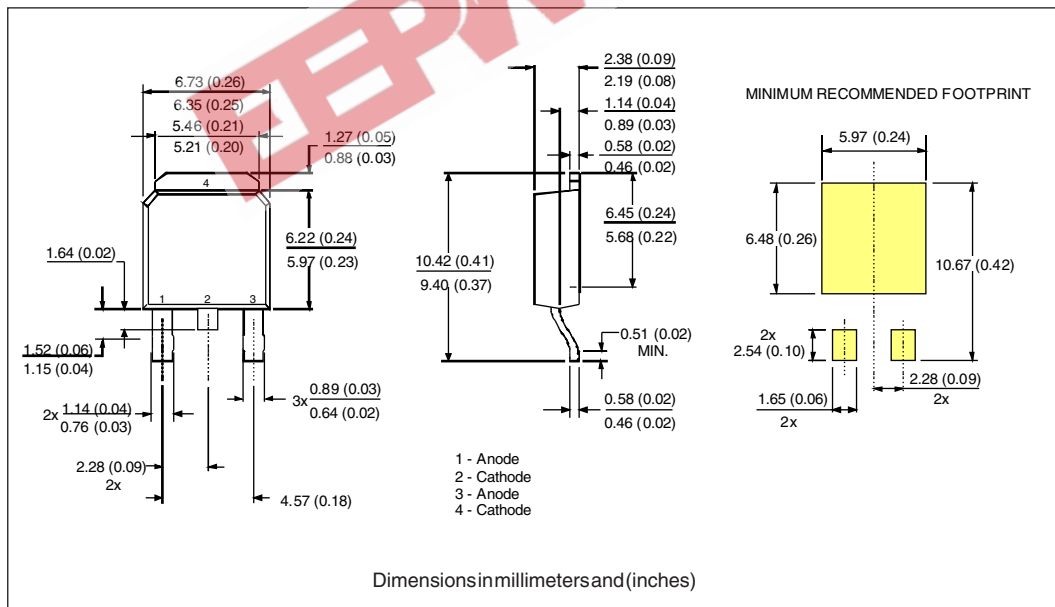 EEPW
6.73 (0.26)
6.35 (0.25)
5.46 (0.21)
5.21 (0.20)
1.27 (0.05)
0.88 (0.03)
4
1.64 (0.02)
6.22 (0.24)
5.97 (0.23)
1 2 3
1.52 (0.06)
1.15 (0.04)
2x 1.14 (0.04)
0.76 (0.03)
3x 0.89 (0.03)
0.64 (0.02)
2.28 (0.09)
2x
4.57 (0.18)
2.38 (0.09)
2.19 (0.08)
1.14 (0.04)
0.89 (0.03)
0.58 (0.02)
0.46 (0.02)
6.45 (0.24)
5.68 (0.22)
10.42 (0.41)
9.40 (0.37)
0.51 (0.02)
MIN.
0.58 (0.02)
0.46 (0.02)
1 - Anode
2 - Cathode
3 - Anode
4 - Cathode
MINIMUM RECOMMENDED FOOTPRINT
5.97 (0.24)
6.48 (0.26)
10.67 (0.42)
2x
2.54 (0.10)
2.28 (0.09)
2x
1.65 (0.06)
2x
Dimensions in millimeters and (inches)